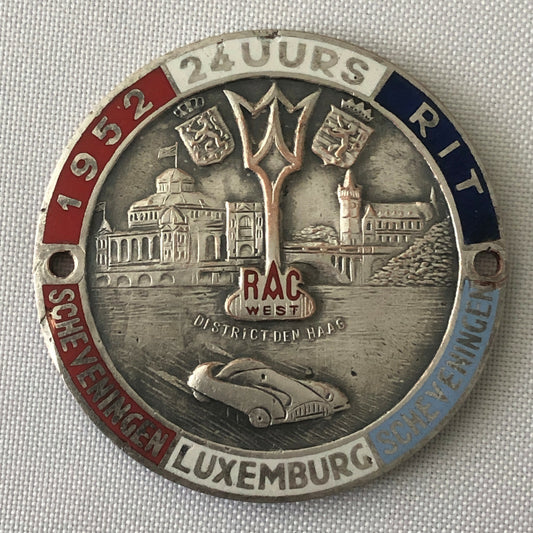 1952
24 UURS
RIT
RAC
WEST
DISTRICT·DEN HAAG
SCHEVENINGEN
LUXEMBURG
SCHEVENINGEN